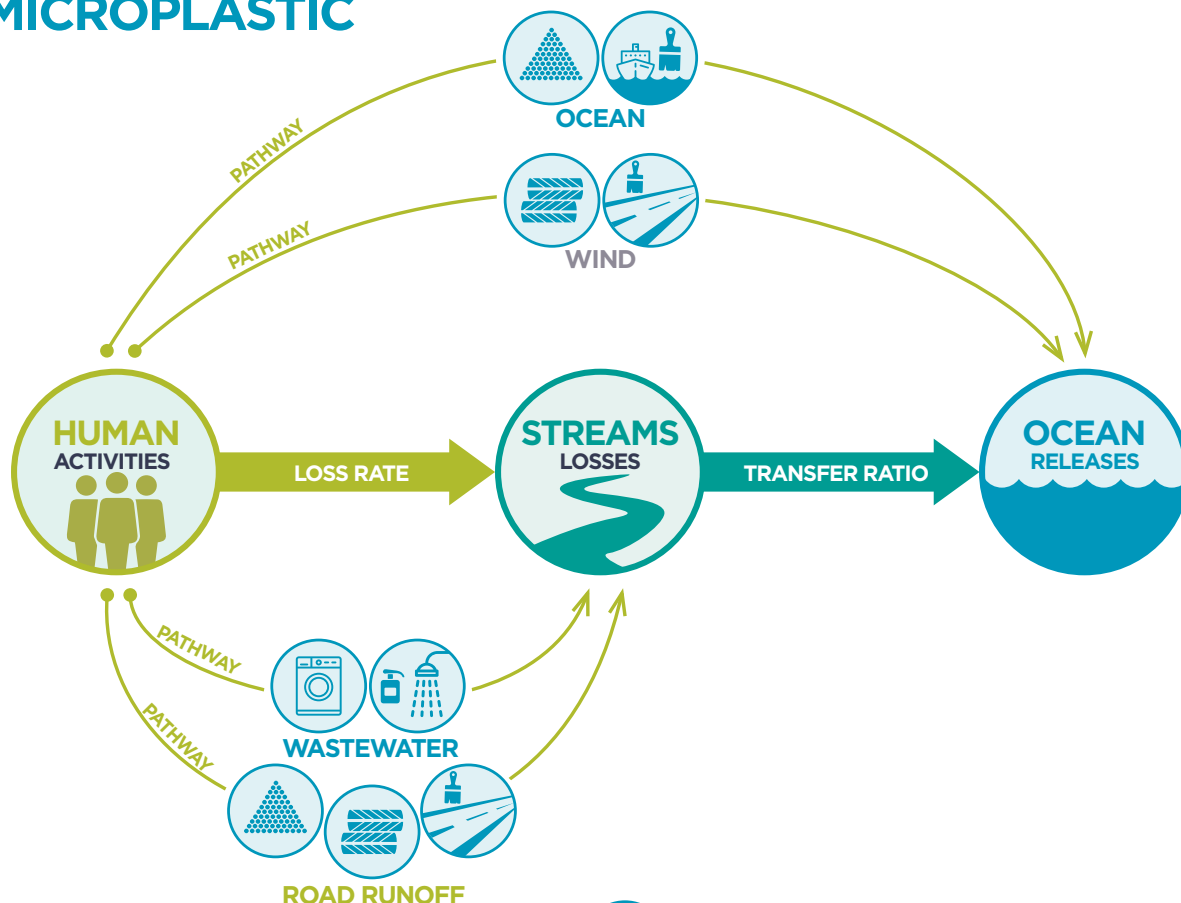 MICROPLASTIC
OCEAN
PATHWAY
WIND
PATHWAY
HUMAN
ACTIVITIES
LOSS RATE
STREAMS
LOSSES
TRANSFER RATIO
OCEAN
RELEASES
PATHWAY
WASTEWATER
PATHWAY
ROAD RUNOFF